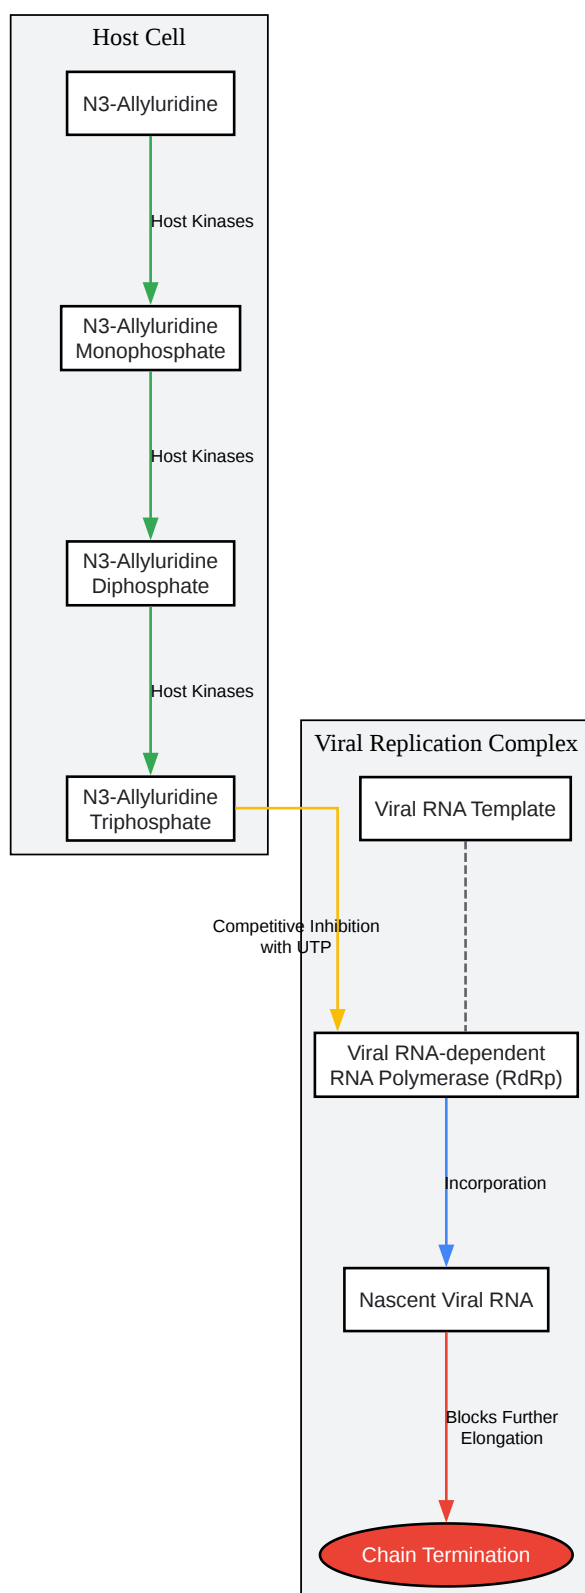 Host Cell
N3-Allyluridine
Host Kinases
N3-Allyluridine
Monophosphate
Host Kinases
N3-Allyluridine
Diphosphate
Host Kinases
N3-Allyluridine
Triphosphate
Viral Replication Complex
Viral RNA Template
Competitive Inhibition
with UTP
Viral RNA-dependent
RNA Polymerase (RdRp)
Incorporation
Nascent Viral RNA
Blocks Further
Elongation
Chain Termination